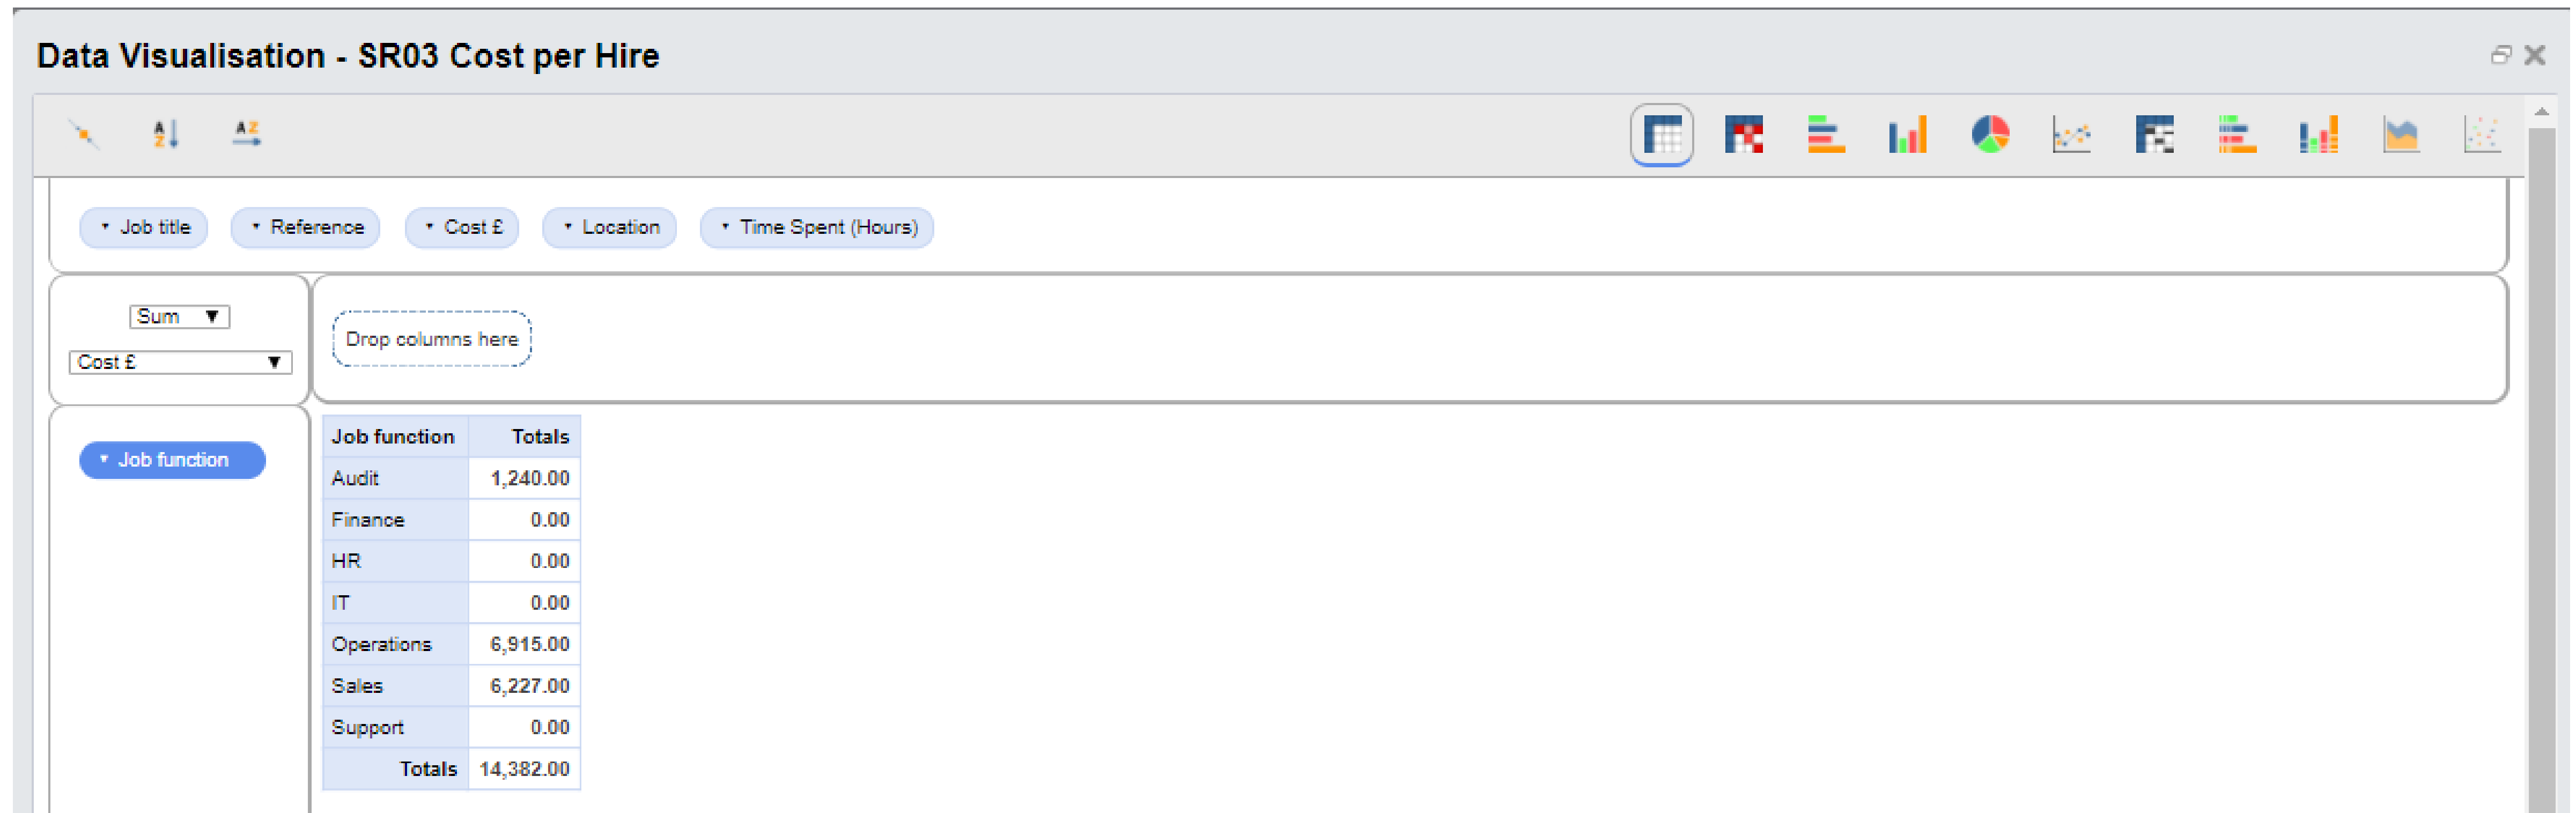 Data Visualisation - SR03 Cost per Hire
Job title Reference Cost £ Location Time Spent (Hours)
Sum
Cost £
Drop columns here
Job function
Job function Totals
Audit 1,240.00
Finance 0.00
HR 0.00
IT 0.00
Operations 6,915.00
Sales 6,227.00
Support 0.00
Totals 14,382.00